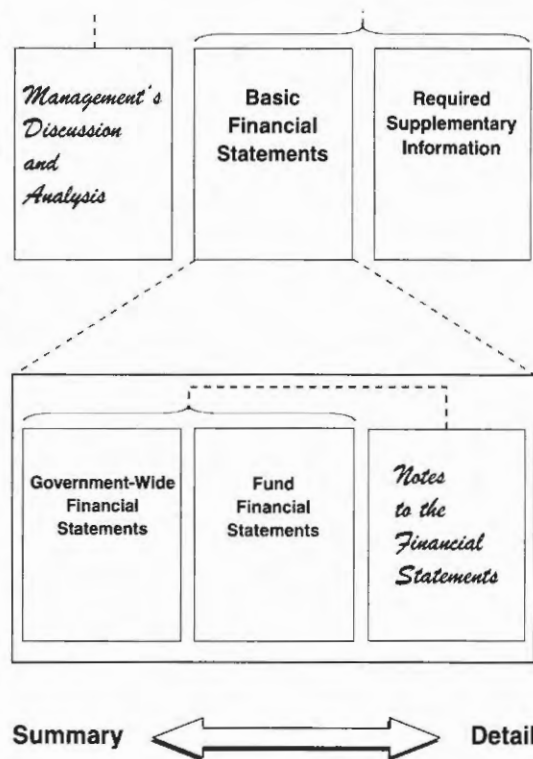 Management's
Discussion
and
Analysis
Basic
Financial
Statements
Required
Supplementary
Information
Government-Wide
Financial
Statements
Fund
Financial
Statements
Notes
to the
Financial
Statements
Summary
Detail